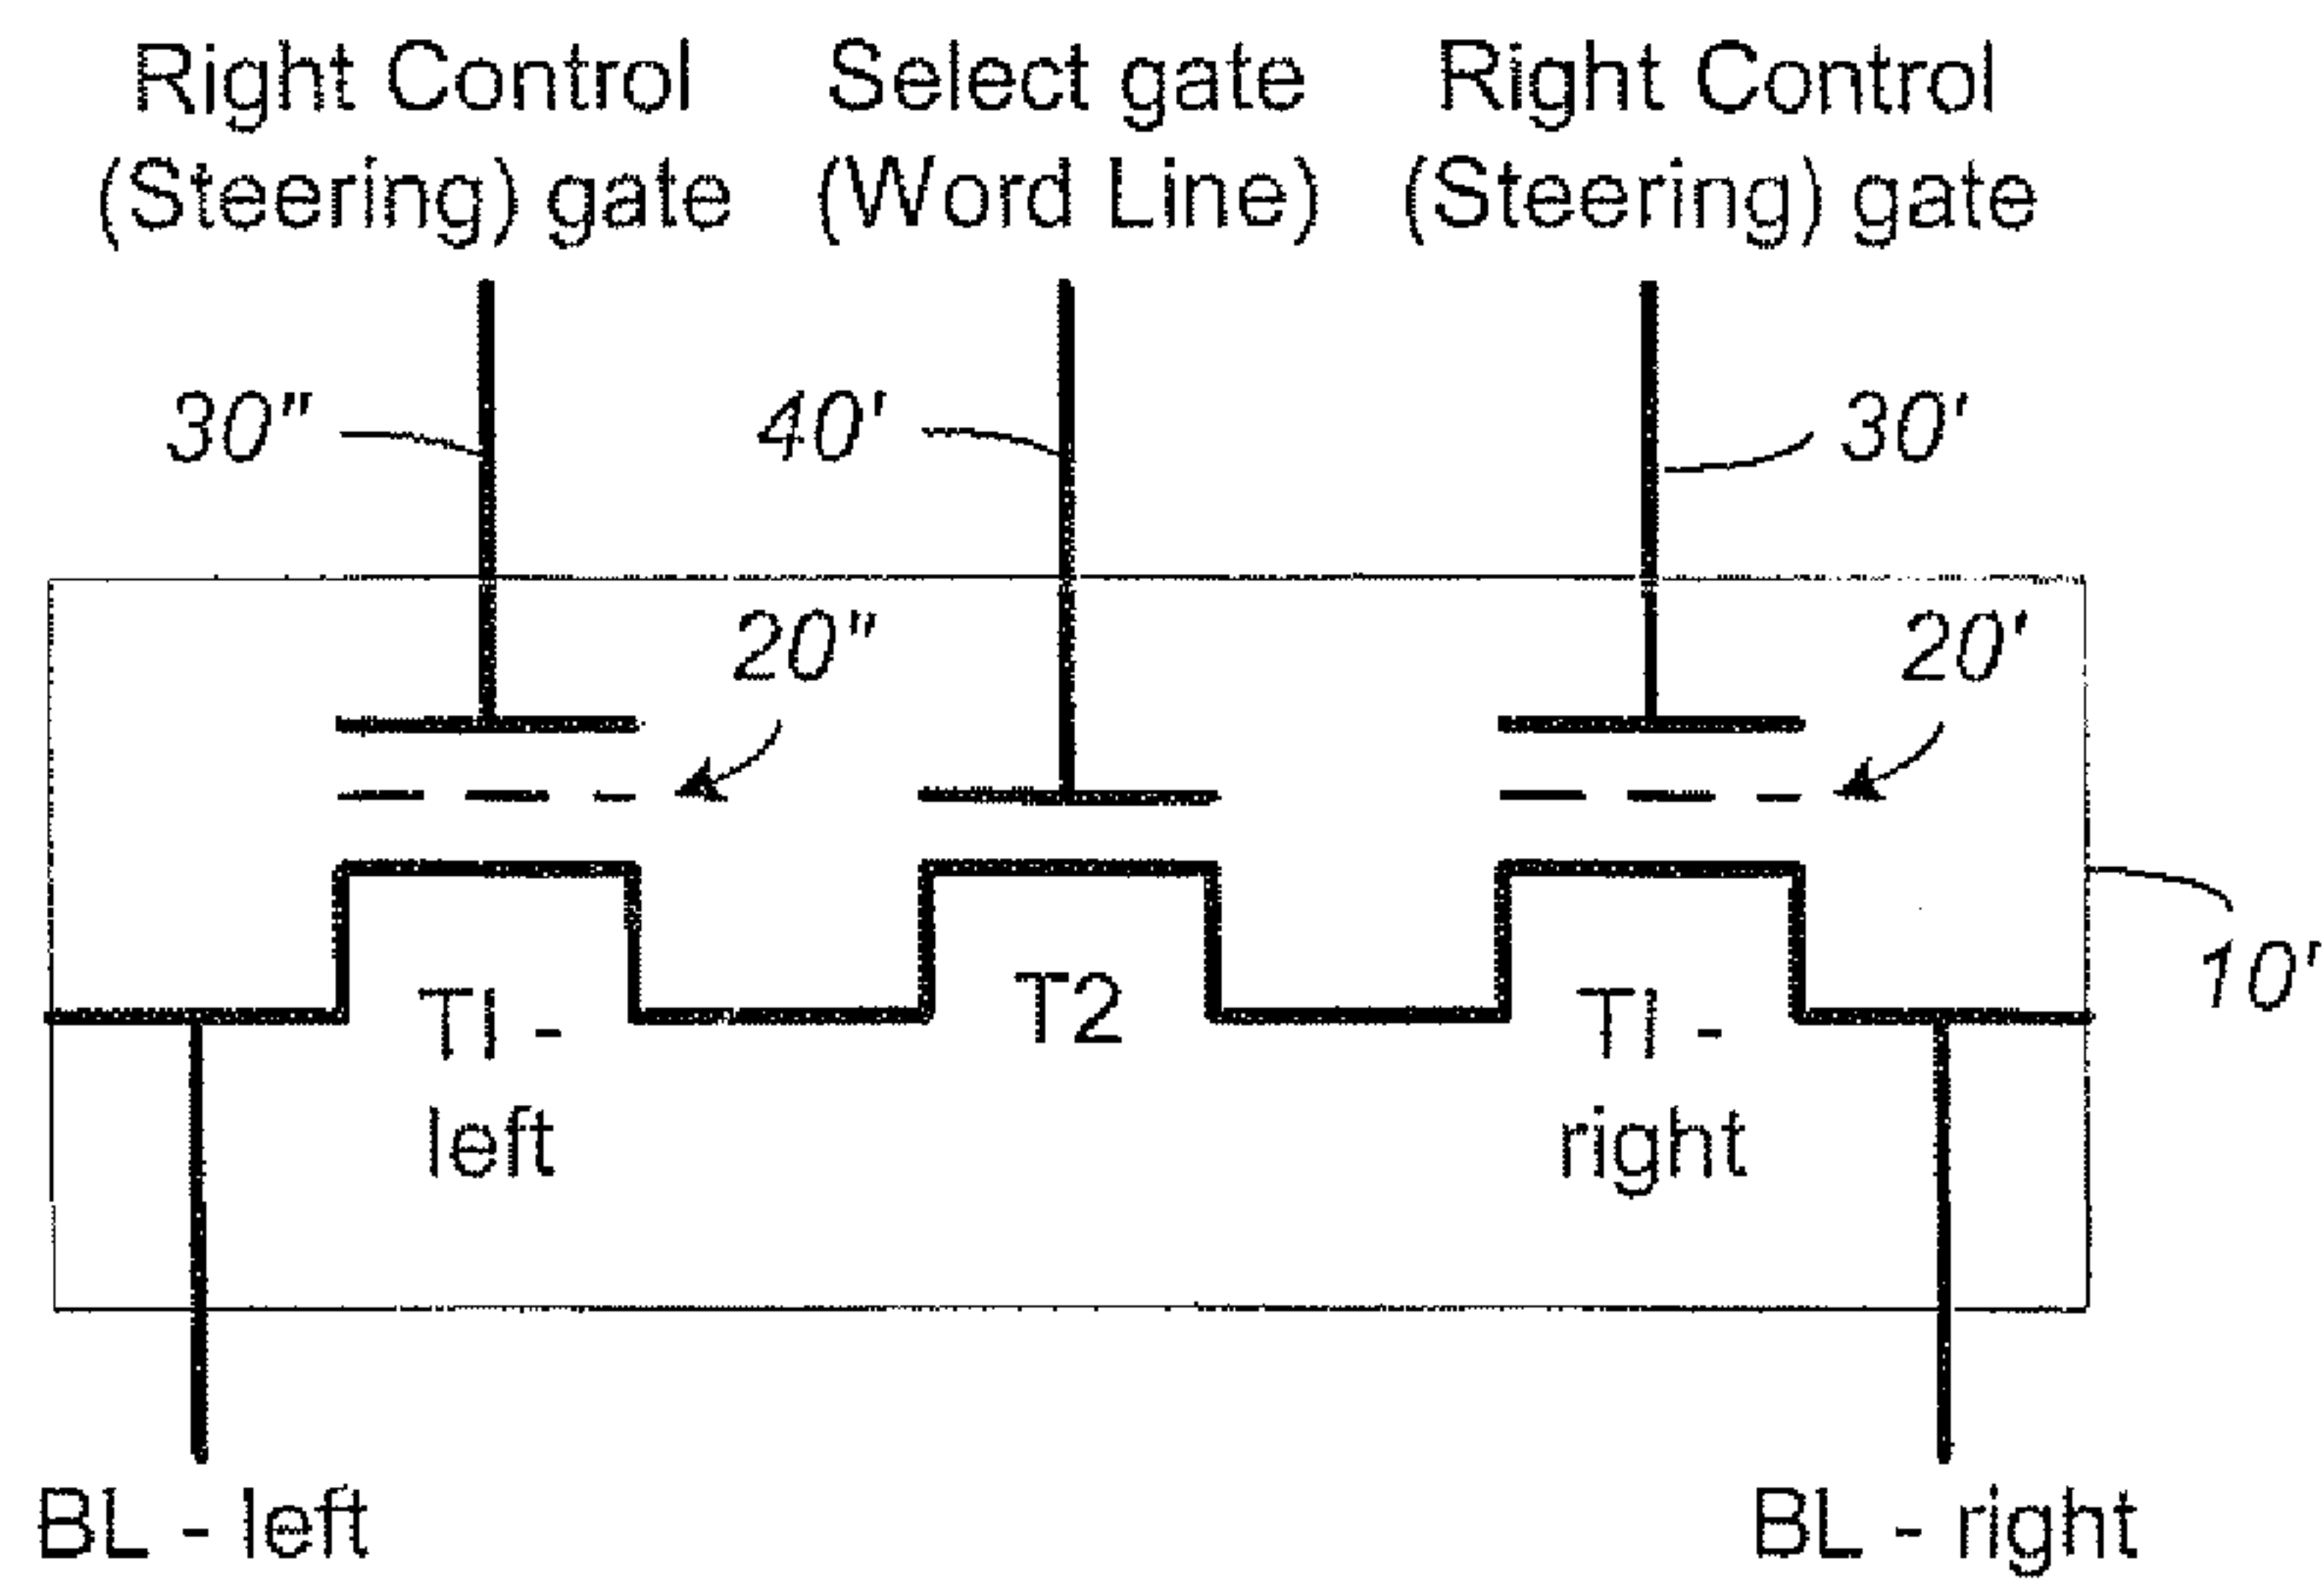 Right Control Select gate Right Control
(Steering) gate (Word Line) (Steering) gate
30" 40' 30'
20" 20'
10'
TI - T2 TI -
left right
BL - left BL - right